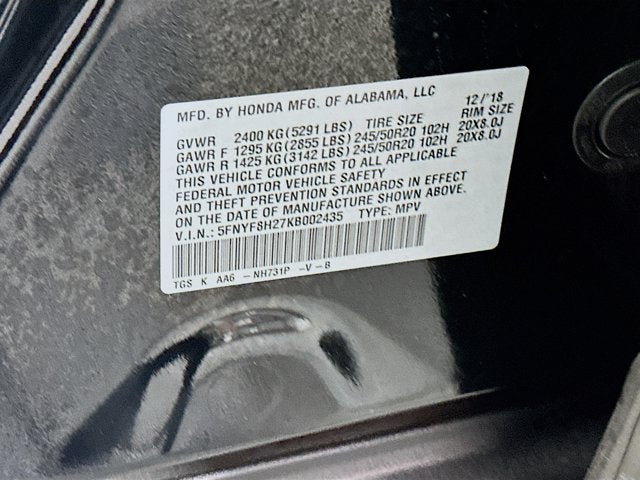 MFD. BY HONDA MFG. OF ALABAMA, LLC 12/'18
GVWR 2400 KG(5291 LBS) TIRE SIZE RIM SIZE
GAWR F 1295 KG(2855 LBS)245/50R20 102H 20X8.0J
GAWR R 1425 KG(3142 LBS)245/50R20 102H 20X8.0J
THIS VEHICLE CONFORMS TO ALL APPLICABLE
FEDERAL MOTOR VEHICLE SAFETY
AND THEFT PREVENTION STANDARDS IN EFFECT
ON THE DATE OF MANUFACTURE SHOWN ABOVE.
V.I.N.: 5FNYF8H27KB002435 TYPE: MPV
TGS K AA6 -NH731P -V-B